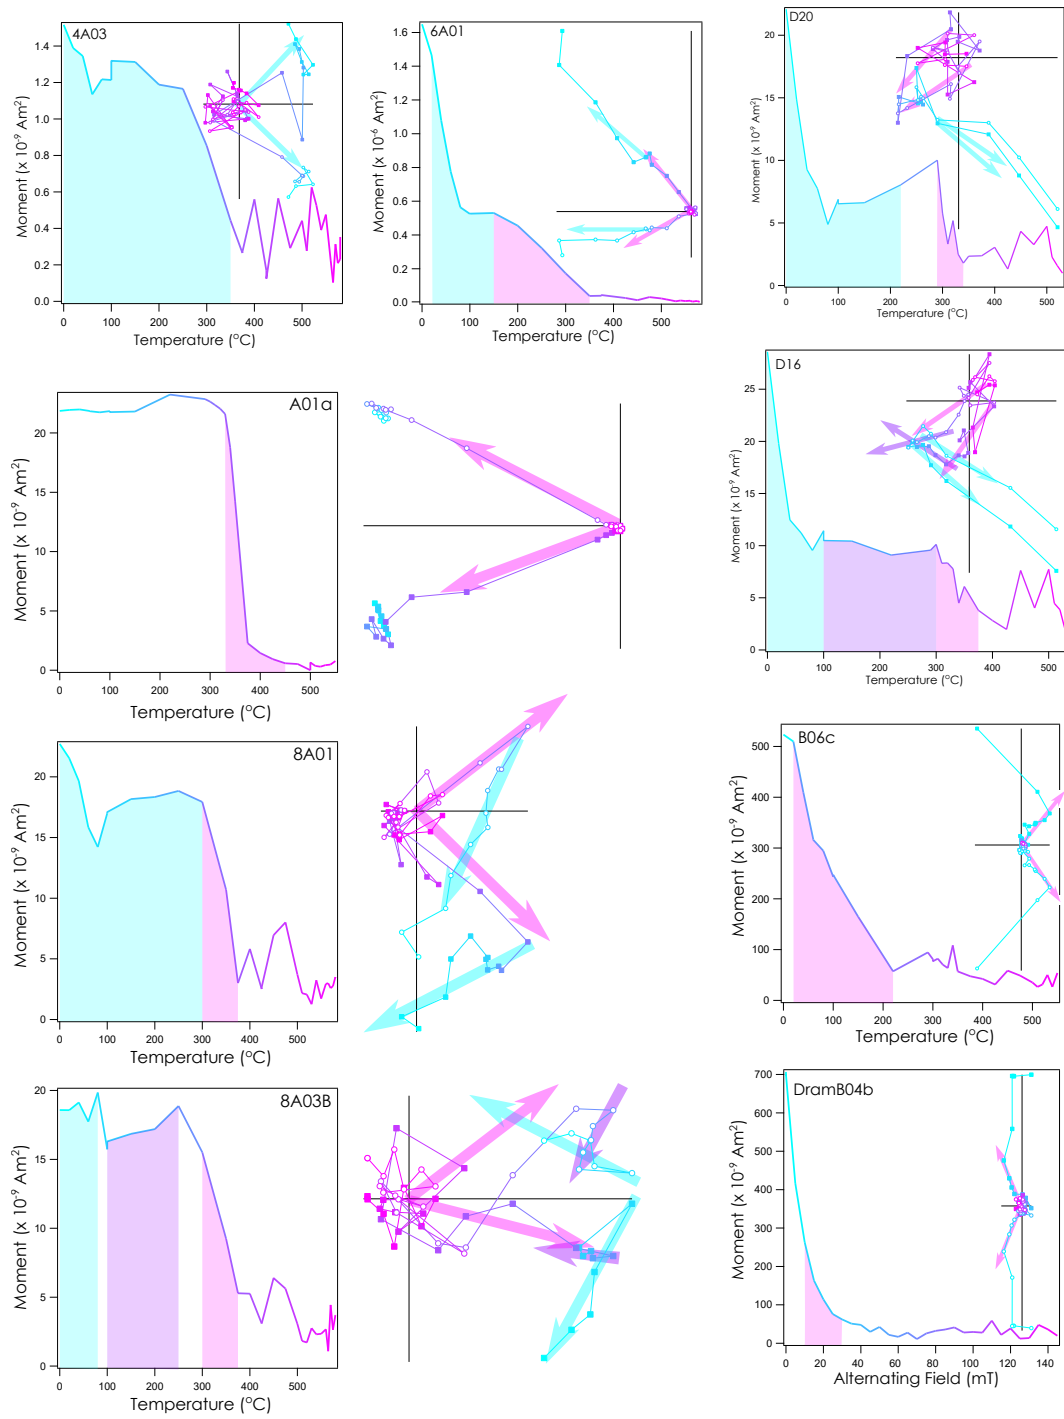 4A03
Moment (x 10⁻⁹ Am²)
1.4
1.2
1.0
0.8
0.6
0.4
0.2
0.0
0 100 200 300 400 500
Temperature (°C)
6A01
Moment (x 10⁻⁶ Am²)
1.6
1.4
1.2
1.0
0.8
0.6
0.4
0.2
0.0
0 100 200 300 400 500
Temperature (°C)
D20
Moment (x 10⁻⁹ Am²)
20
15
10
5
0
0 100 200 300 400 500
Temperature (°C)
A01a
Moment (x 10⁻⁹ Am²)
20
15
10
5
0
0 100 200 300 400 500
Temperature (°C)
D16
Moment (x 10⁻⁹ Am²)
25
20
15
10
5
0
0 100 200 300 400 500
Temperature (°C)
8A01
Moment (x 10⁻⁹ Am²)
20
15
10
5
0
0 100 200 300 400 500
Temperature (°C)
B06c
Moment (x 10⁻⁹ Am²)
500
400
300
200
100
0
0 100 200 300 400 500
Temperature (°C)
8A03B
Moment (x 10⁻⁹ Am²)
20
15
10
5
0
0 100 200 300 400 500
Temperature (°C)
DramB04b
Moment (x 10⁻⁹ Am²)
700
600
500
400
300
200
100
0
0 20 40 60 80 100 120 140
Alternating Field (mT)